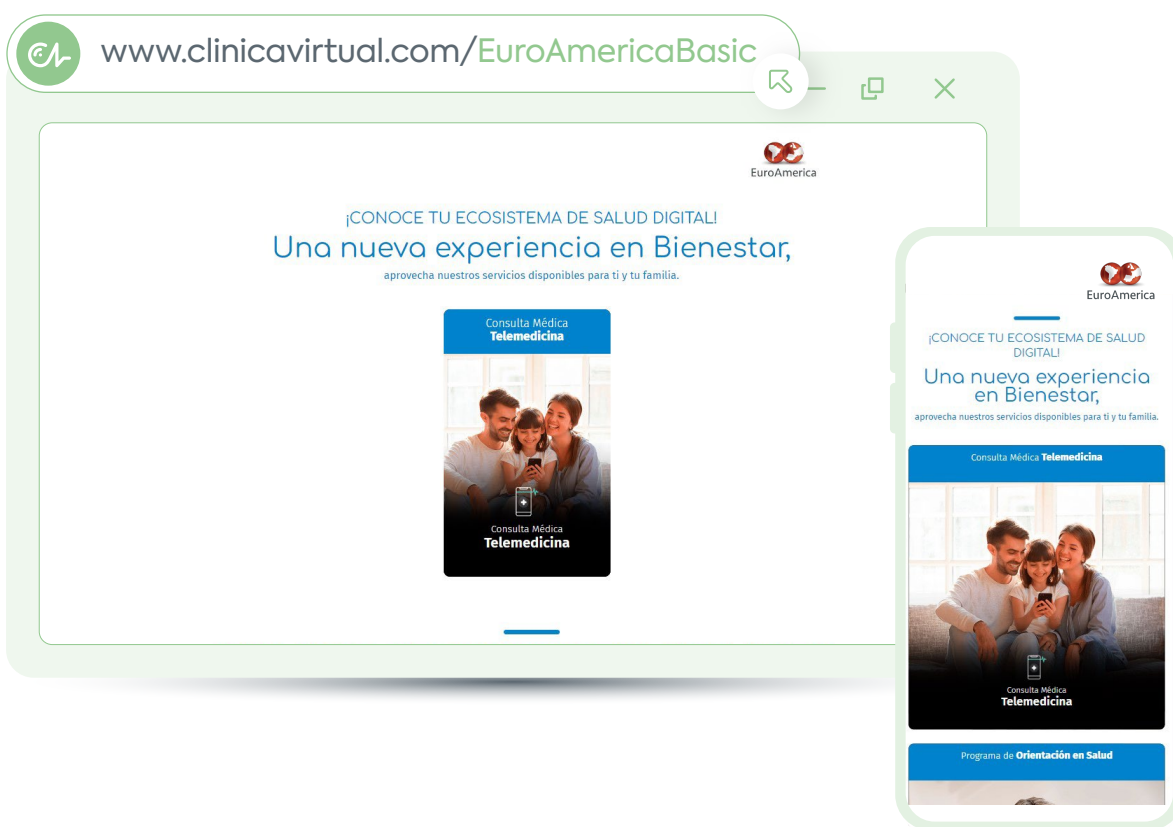 www.clinicavirtual.com/EuroAmericaBasic
EuroAmerica
¡CONOCE TU ECOSISTEMA DE SALUD DIGITAL!
Una nueva experiencia en Bienestar,
aprovecha nuestros servicios disponibles para ti y tu familia.
Consulta Médica
Telemedicina
Consulta Médica
Telemedicina
EuroAmerica
¡CONOCE TU ECOSISTEMA DE SALUD
DIGITAL!
Una nueva experiencia
en Bienestar,
aprovecha nuestros servicios disponibles para ti y tu familia.
Consulta Médica Telemedicina
Consulta Médica
Telemedicina
Programa de Orientación en Salud